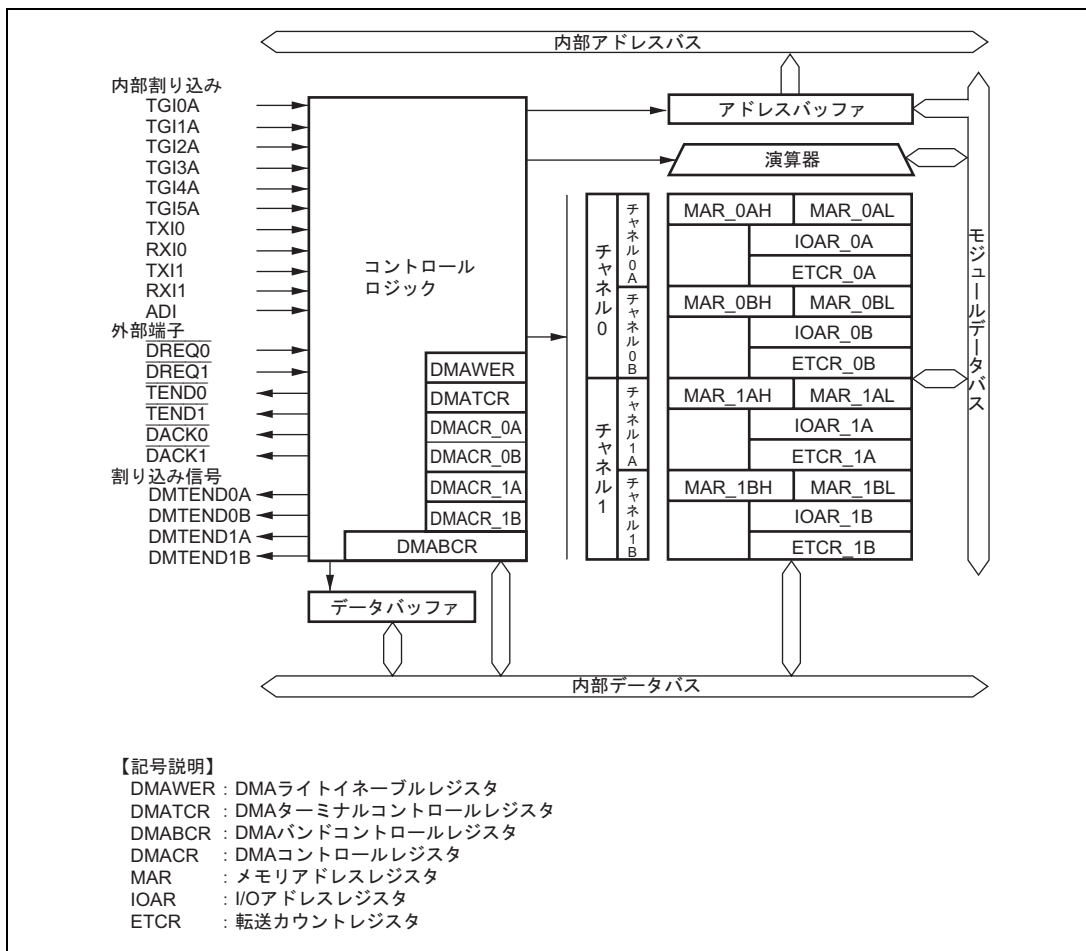 内部アドレスバス
内部割り込み
TGI0A
TGI1A
TGI2A
TGI3A
TGI4A
TGI5A
TXI0
RXI0
TXI1
RXI1
ADI
外部端子
DREQ0
DREQ1
TEND0
TEND1
DACK0
DACK1
割り込み信号
DMTEND0A
DMTEND0B
DMTEND1A
DMTEND1B
コントロール
ロジック
DMAWER
DMATCR
DMACR_0A
DMACR_0B
DMACR_1A
DMACR_1B
DMABCR
データバッファ
アドレスバッファ
演算器
チャネル0
チャネル0A
チャネル0B
チャネル1
チャネル1A
チャネル1B
MAR_0AH MAR_0AL
IOAR_0A
ETCR_0A
MAR_0BH MAR_0BL
IOAR_0B
ETCR_0B
MAR_1AH MAR_1AL
IOAR_1A
ETCR_1A
MAR_1BH MAR_1BL
IOAR_1B
ETCR_1B
モジュールデータバス
内部データバス
【記号説明】
DMAWER : DMAライトイネーブルレジスタ
DMATCR : DMAターミナルコントロールレジスタ
DMABCR : DMAバンドコントロールレジスタ
DMACR : DMAコントロールレジスタ
MAR : メモリアドレスレジスタ
IOAR : I/Oアドレスレジスタ
ETCR : 転送カウントレジスタ